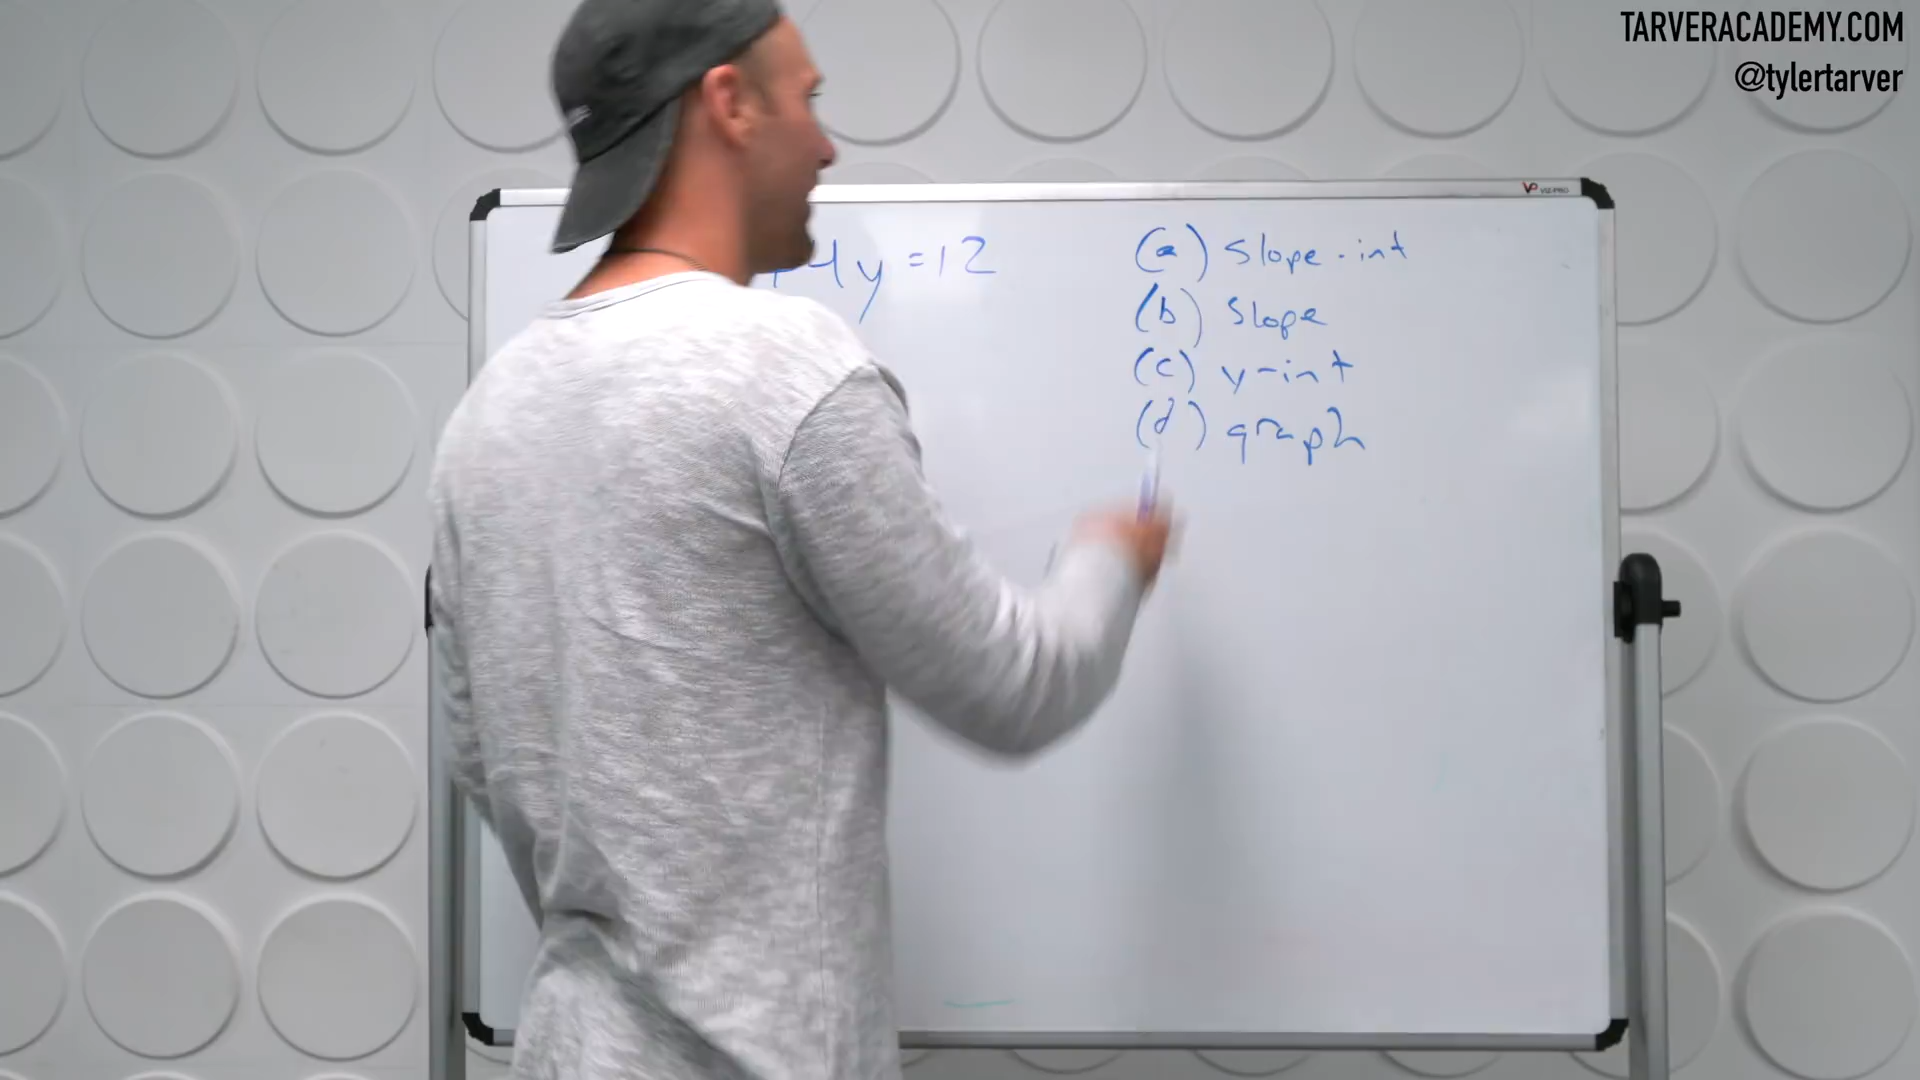 TARVERACADEMY.COM
@tylertarver
+4y =12
(a) slope-int
(b) slope
(c) y-int
(d) graph